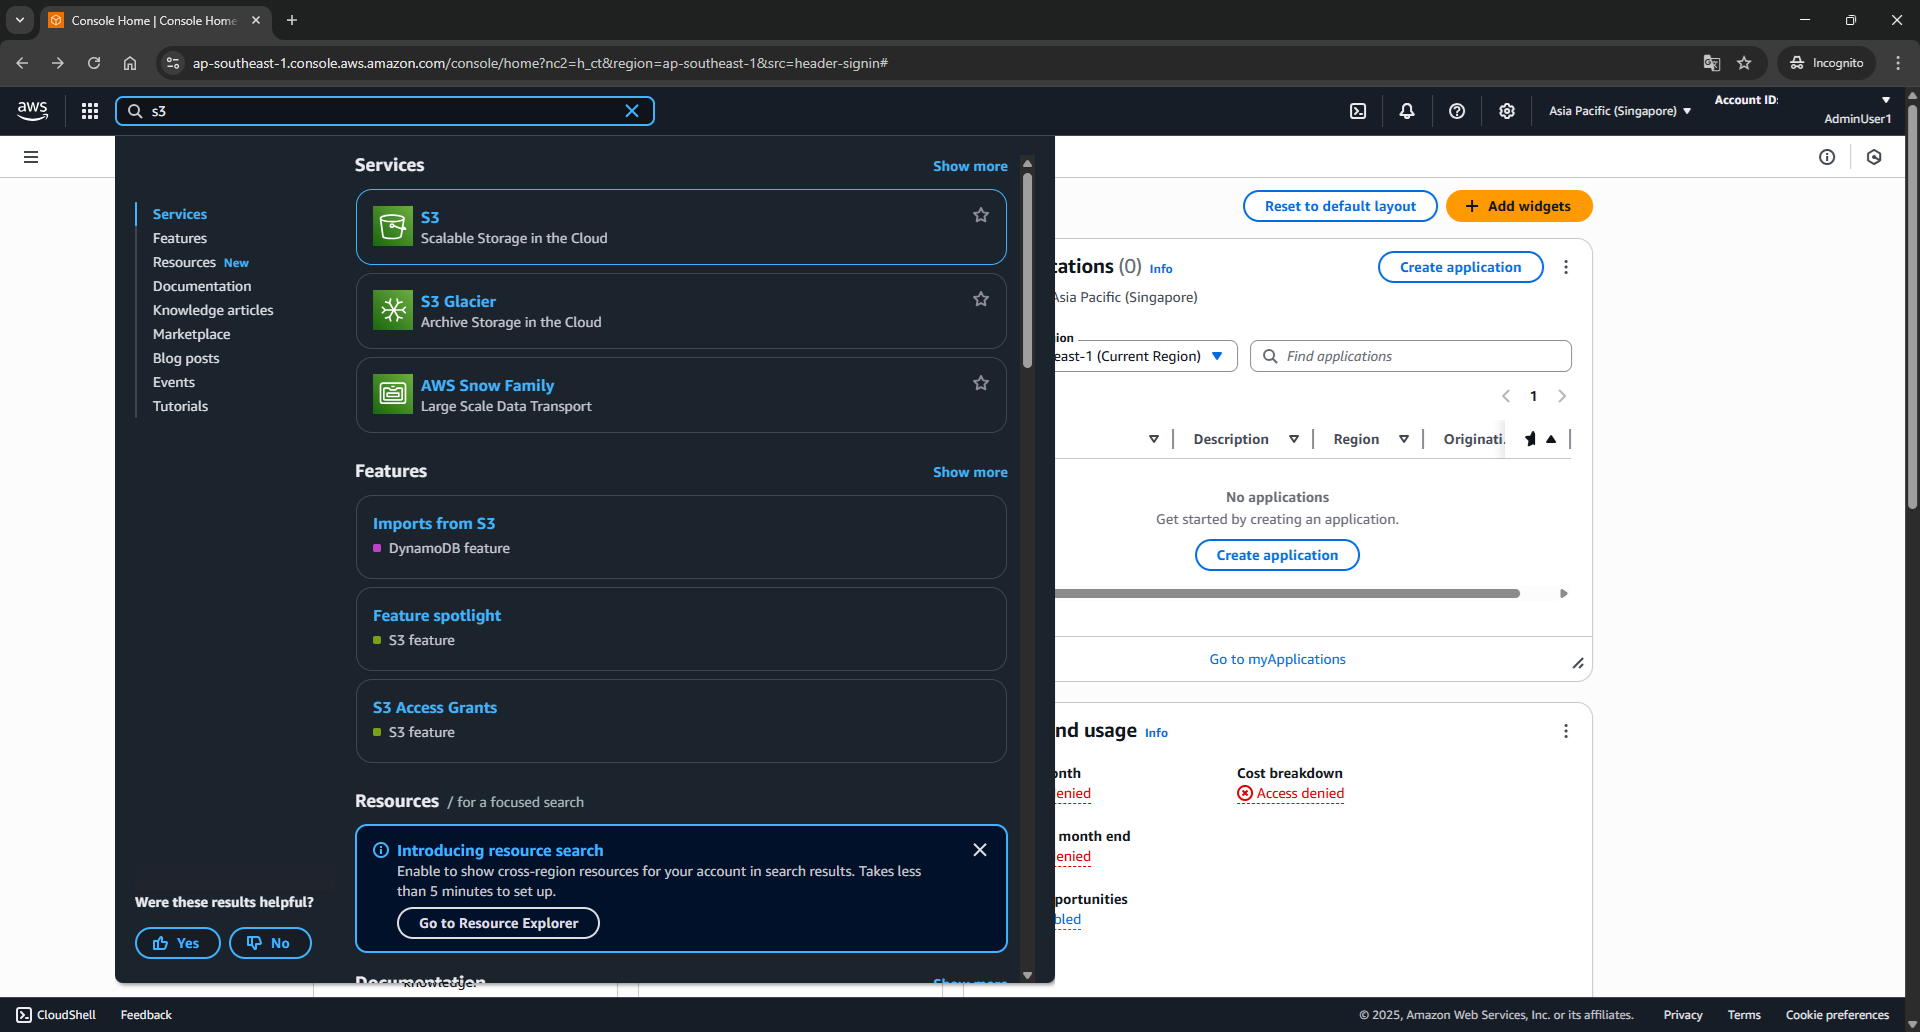 Console Home | Console Home
ap-southeast-1.console.aws.amazon.com/console/home?nc2=h_ct&region=ap-southeast-1&src=header-signin#
Incognito
aws
s3
Asia Pacific (Singapore)
Account ID:
AdminUser1
Services
Features
Resources New
Documentation
Knowledge articles
Marketplace
Blog posts
Events
Tutorials
Were these results helpful?
Yes
No
Services
Show more
S3
Scalable Storage in the Cloud
S3 Glacier
Archive Storage in the Cloud
AWS Snow Family
Large Scale Data Transport
Features
Show more
Imports from S3
DynamoDB feature
Feature spotlight
S3 feature
S3 Access Grants
S3 feature
Resources / for a focused search
Introducing resource search
Enable to show cross-region resources for your account in search results. Takes less
than 5 minutes to set up.
Go to Resource Explorer
Documentation
Show more
knowledge.
Reset to default layout
Add widgets
cations (0) Info
Create application
Asia Pacific (Singapore)
ion
east-1 (Current Region)
Find applications
1
Description
Region
Originati
No applications
Get started by creating an application.
Create application
Go to myApplications
nd usage Info
onth
enied
Cost breakdown
Access denied
month end
enied
portunities
bled
CloudShell
Feedback
© 2025, Amazon Web Services, Inc. or its affiliates.
Privacy
Terms
Cookie preferences